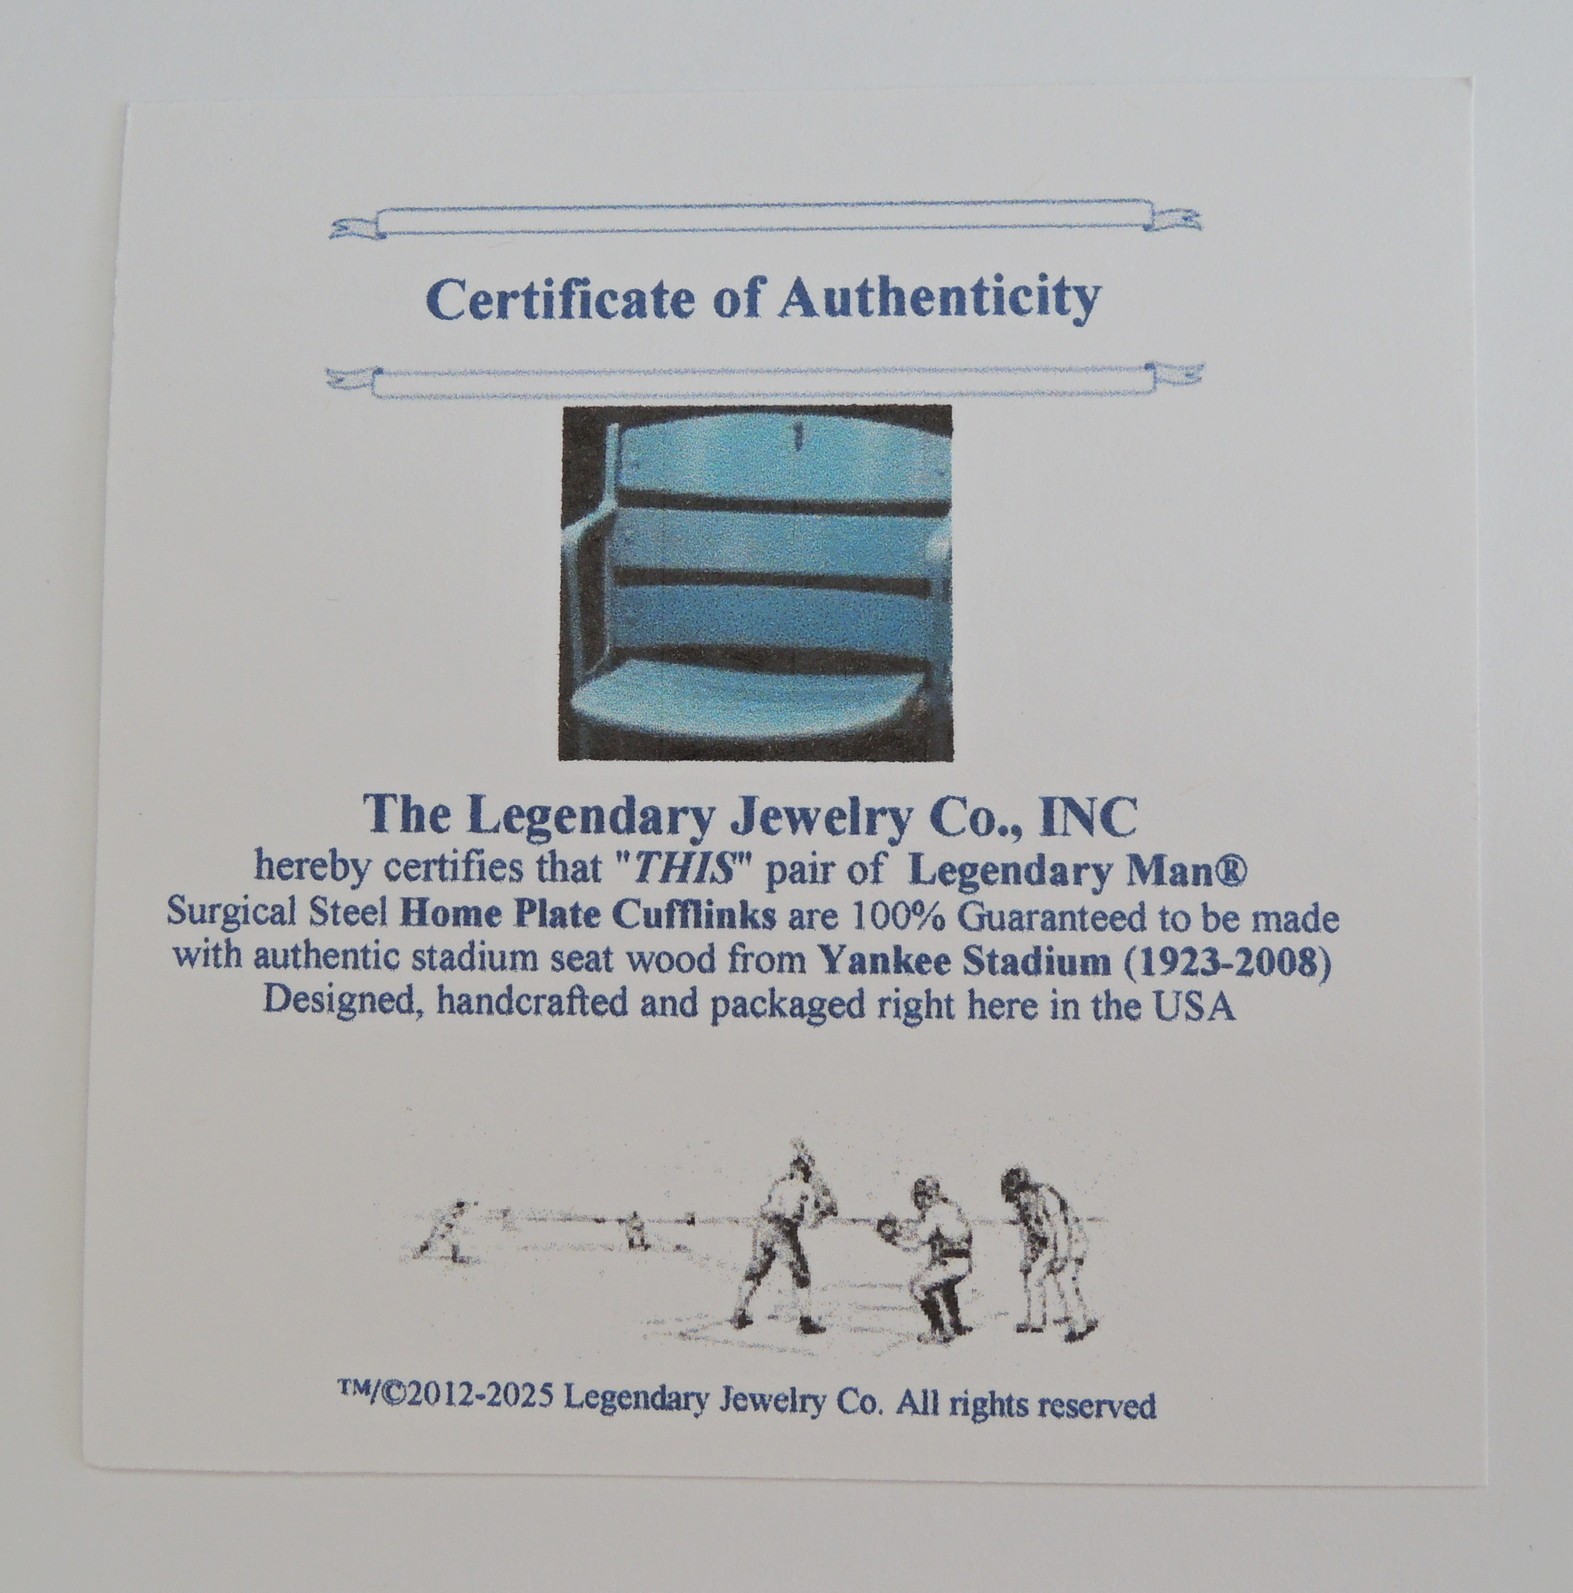 Certificate of Authenticity
The Legendary Jewelry Co., INC
hereby certifies that "THIS" pair of Legendary Man®
Surgical Steel Home Plate Cufflinks are 100% Guaranteed to be made
with authentic stadium seat wood from Yankee Stadium (1923-2008)
Designed, handcrafted and packaged right here in the USA
™/©2012-2025 Legendary Jewelry Co. All rights reserved